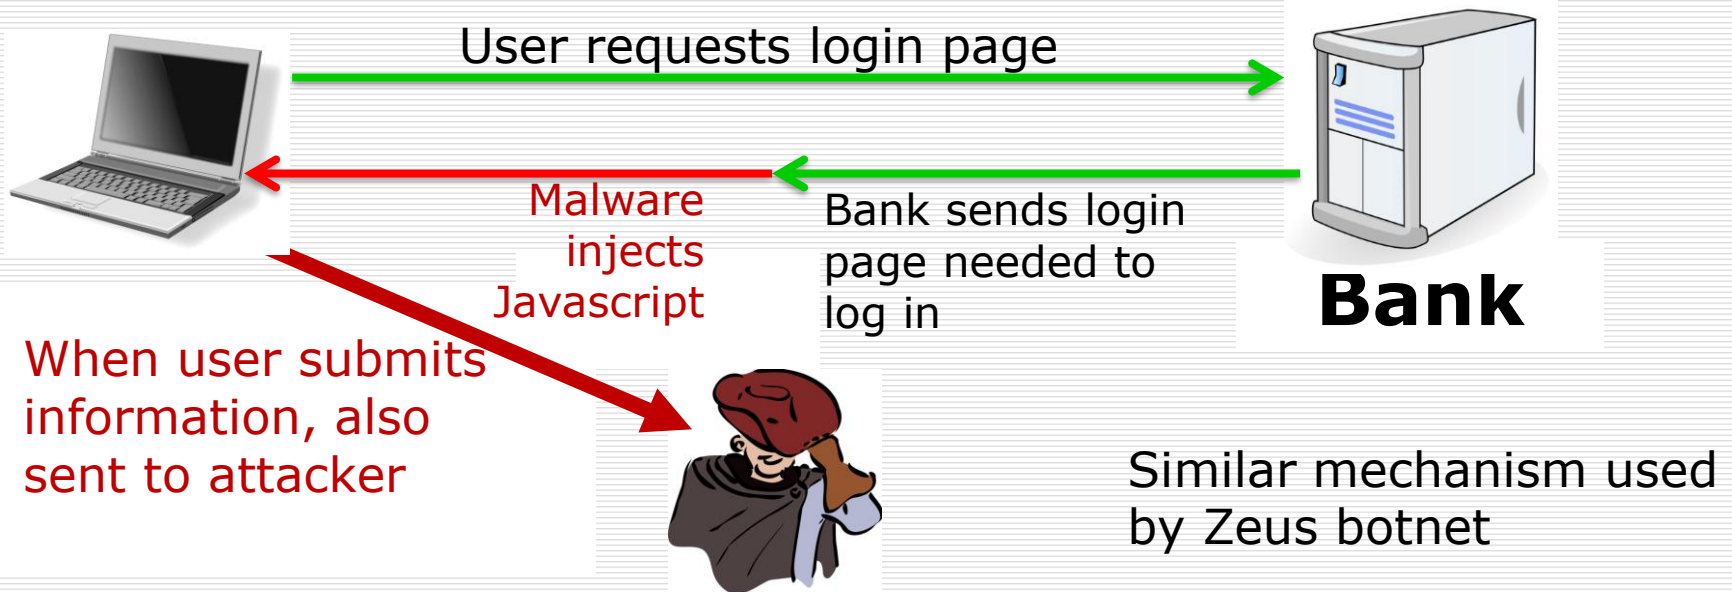 User requests login page
Malware
injects
Javascript
Bank sends login
page needed to
log in
Bank
When user submits
information, also
sent to attacker
Similar mechanism used
by Zeus botnet